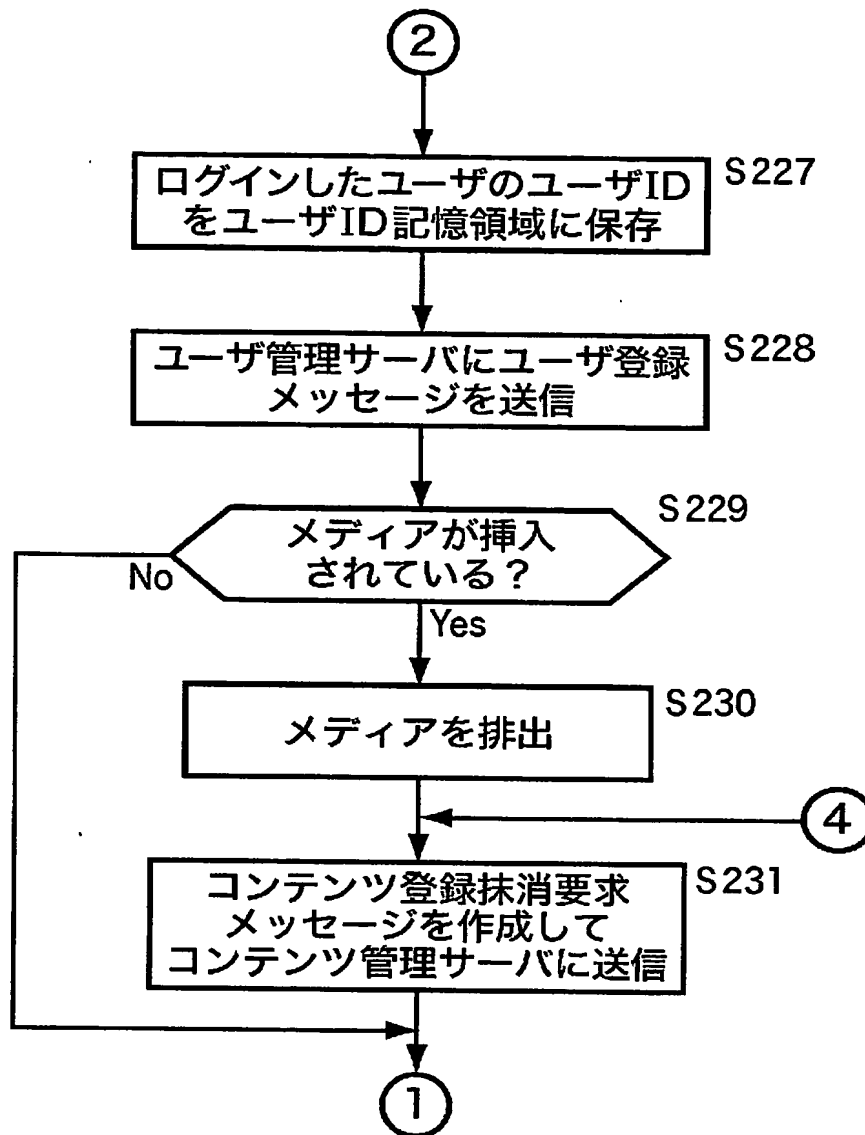 2
ログインしたユーザのユーザID
をユーザID記憶領域に保存
S227
ユーザ管理サーバにユーザ登録
メッセージを送信
S228
メディアが挿入
されている？
S229
No
Yes
メディアを排出
S230
4
コンテンツ登録抹消要求
メッセージを作成して
コンテンツ管理サーバに送信
S231
1